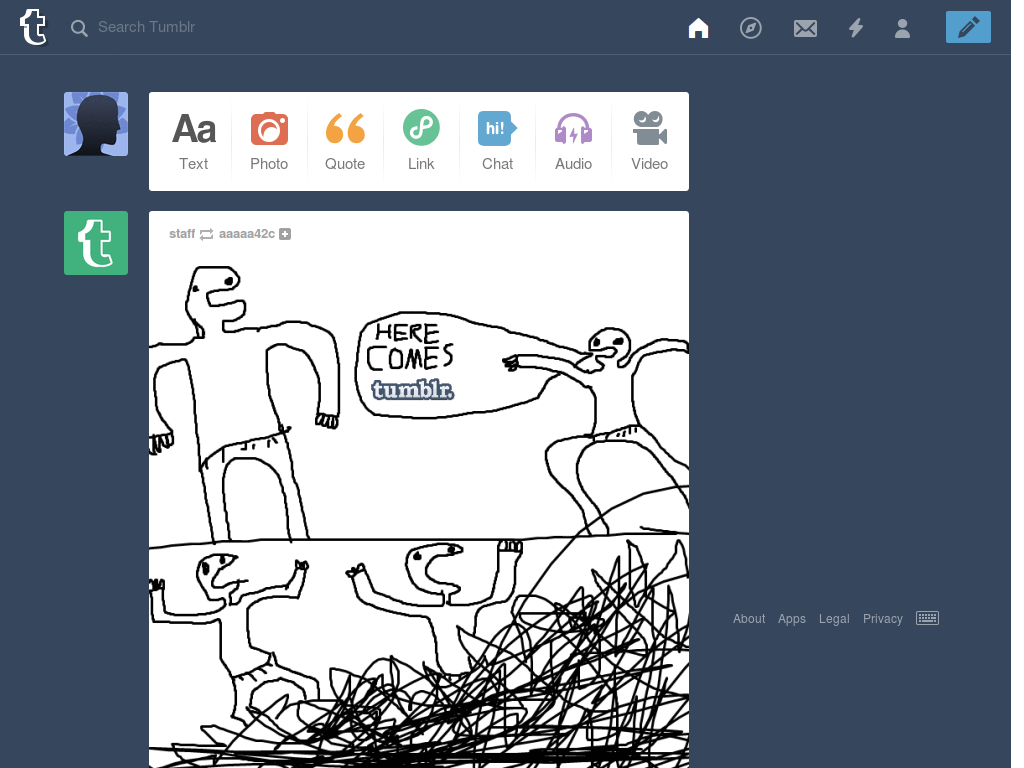 Search Tumblr
Aa
hi!
Text Photo Quote Link Chat Audio Video
staff aaaaa42c
HERE
COMES
tumblr.
About Apps Legal Privacy